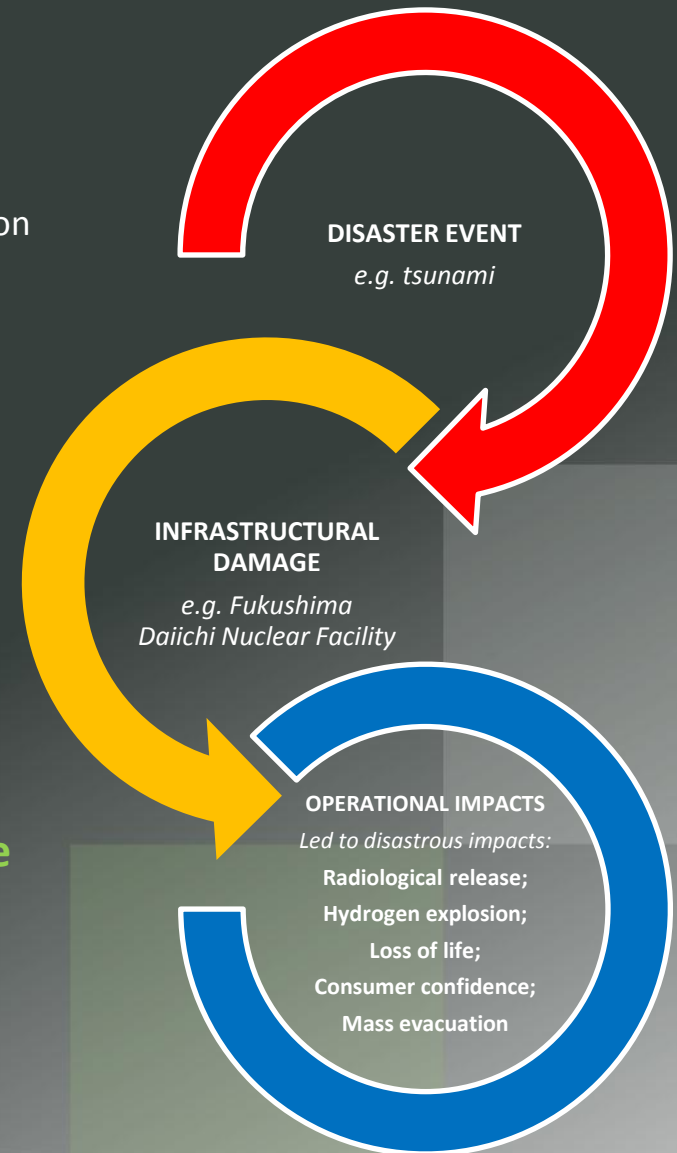 on
DISASTER EVENT
e.g. tsunami
INFRASTRUCTURAL
DAMAGE
e.g. Fukushima
Daiichi Nuclear Facility
e
OPERATIONAL IMPACTS
Led to disastrous impacts:
Radiological release;
Hydrogen explosion;
Loss of life;
Consumer confidence;
Mass evacuation